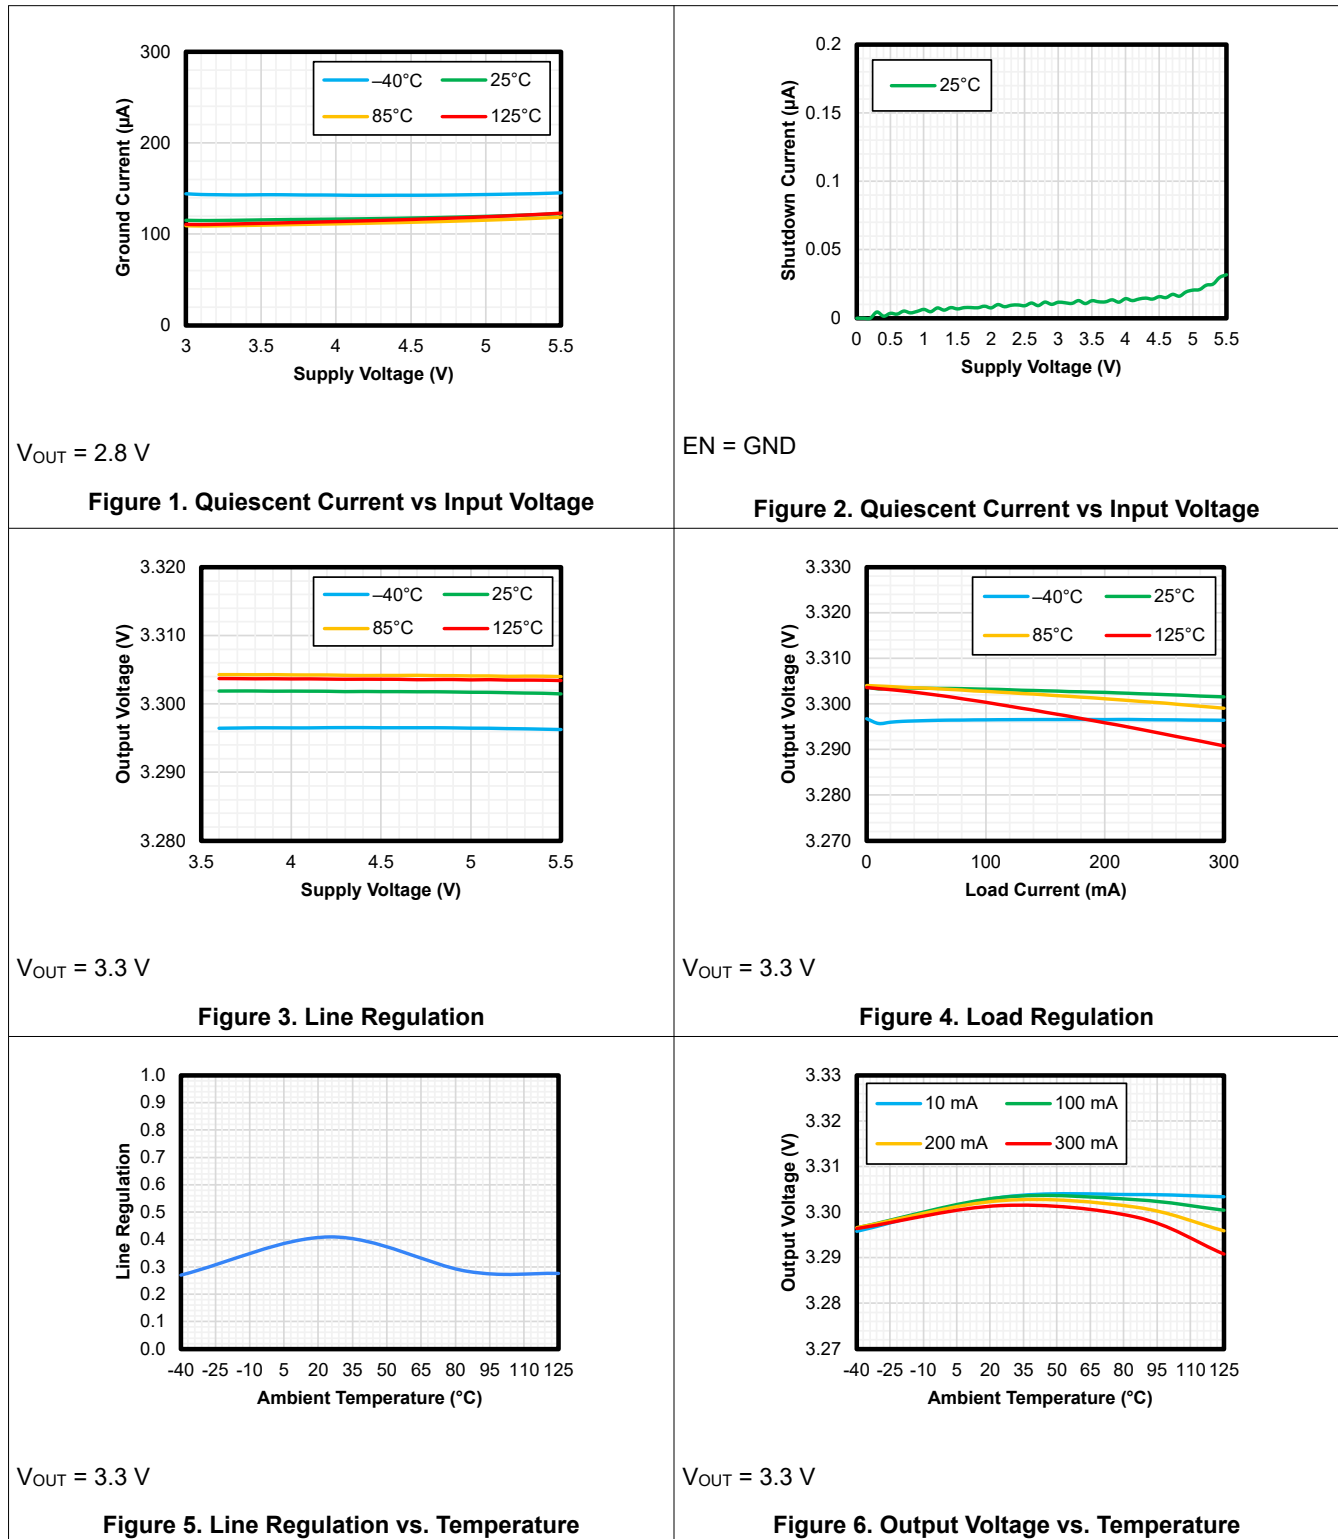 300
200
100
0
Ground Current (µA)
–40°C
25°C
85°C
125°C
3 3.5 4 4.5 5 5.5
Supply Voltage (V)
VOUT = 2.8 V
Figure 1. Quiescent Current vs Input Voltage
0.2
0.15
0.1
0.05
0
Shutdown Current (µA)
25°C
0 0.5 1 1.5 2 2.5 3 3.5 4 4.5 5 5.5
Supply Voltage (V)
EN = GND
Figure 2. Quiescent Current vs Input Voltage
3.320
3.310
3.300
3.290
3.280
Output Voltage (V)
–40°C
25°C
85°C
125°C
3.5 4 4.5 5 5.5
Supply Voltage (V)
VOUT = 3.3 V
Figure 3. Line Regulation
3.330
3.320
3.310
3.300
3.290
3.280
3.270
Output Voltage (V)
–40°C
25°C
85°C
125°C
0 100 200 300
Load Current (mA)
VOUT = 3.3 V
Figure 4. Load Regulation
1.0
0.9
0.8
0.7
0.6
0.5
0.4
0.3
0.2
0.1
0.0
Line Regulation
-40 -25 -10 5 20 35 50 65 80 95 110 125
Ambient Temperature (°C)
VOUT = 3.3 V
Figure 5. Line Regulation vs. Temperature
3.33
3.32
3.31
3.30
3.29
3.28
3.27
Output Voltage (V)
10 mA
100 mA
200 mA
300 mA
-40 -25 -10 5 20 35 50 65 80 95 110 125
Ambient Temperature (°C)
VOUT = 3.3 V
Figure 6. Output Voltage vs. Temperature